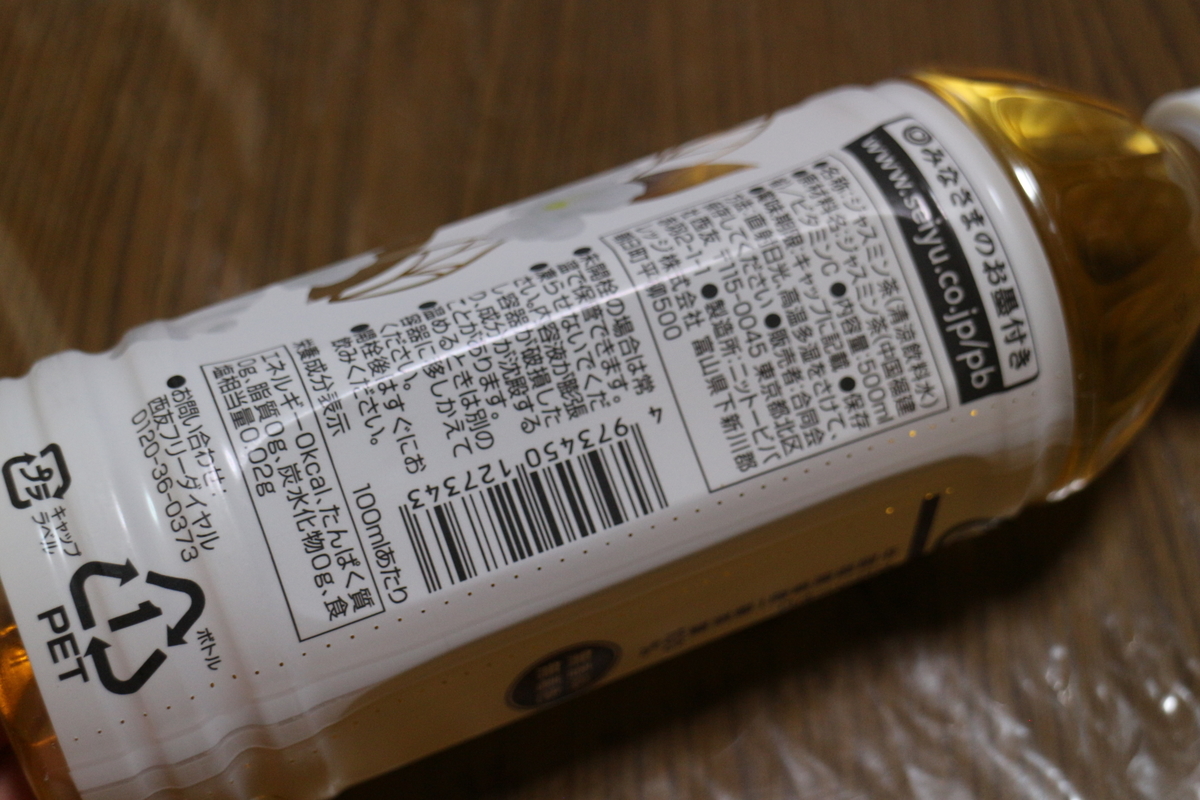 みなさまのお墨付き
www.seiyu.co.jp/pb
●名称:ジャスミン茶(清涼飲料水)
●原材料名:ジャスミン茶(中国福建
省)/ビタミンC ●内容量:500ml
●賞味期限:キャップに記載 ●保存
方法:直射日光、高温多湿をさけて、
保存してください ●販売者:合同会
社西友 〒115-0045 東京都北区
赤羽2-1-1 ●製造所:ニットービバ
レッジ株式会社 富山県下新川郡
朝日町平柳500
●未開栓の場合は常
温で保管できます。
●凍らせないでくだ
さい。内容液が膨張
し容器が破損した
り、成分が沈殿する
ことがあります。
●温めるときは別の
容器に移しかえて
ください。
●開栓後はすぐにお
飲みください。
4 973450 127343
栄養成分表示 100mlあたり
エネルギー0kcal、たんぱく質
0g、脂質0g、炭水化物0g、食
塩相当量0.02g
●お問い合わせ:
西友フリーダイヤル
0120-36-0373
プラ
キャップ
ラベル
1
PET
ボトル